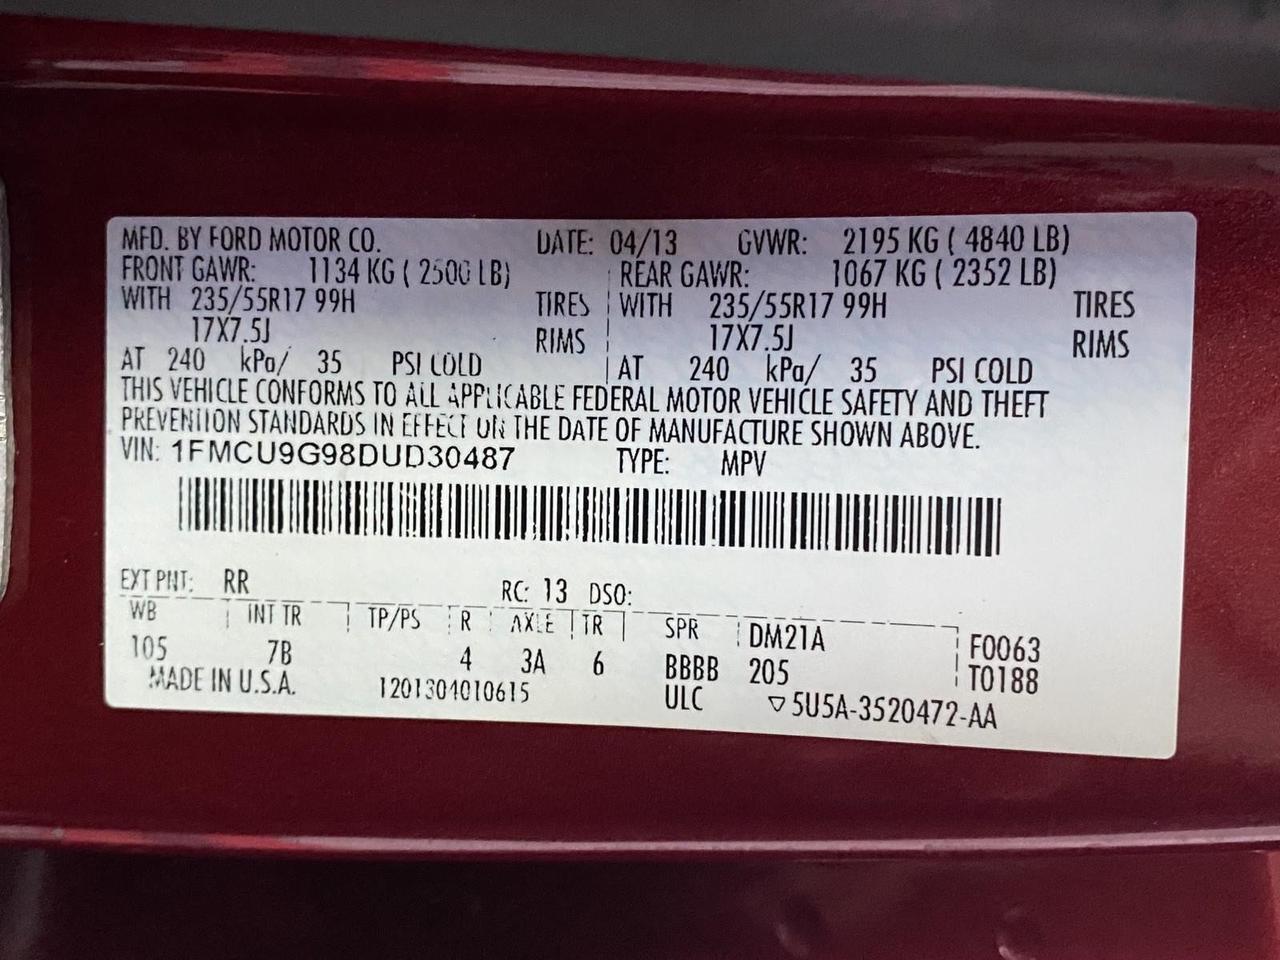 MFD. BY FORD MOTOR CO. DATE: 04/13 GVWR: 2195 KG ( 4840 LB)
FRONT GAWR: 1134 KG ( 2500 LB) REAR GAWR: 1067 KG ( 2352 LB)
WITH 235/55R17 99H TIRES WITH 235/55R17 99H TIRES
17X7.5J RIMS 17X7.5J RIMS
AT 240 kPa/ 35 PSI COLD AT 240 kPa/ 35 PSI COLD
THIS VEHICLE CONFORMS TO ALL APPLICABLE FEDERAL MOTOR VEHICLE SAFETY AND THEFT
PREVENTION STANDARDS IN EFFECT ON THE DATE OF MANUFACTURE SHOWN ABOVE.
VIN: 1FMCU9G98DUD30487 TYPE: MPV
EXT PNT: RR RC: 13 DSO:
WB INT TR TP/PS R AXLE TR SPR DM21A F0063
105 7B 4 3A 6 BBBB 205 T0188
MADE IN U.S.A. 1201304010615 ULC ▽5U5A-3520472-AA